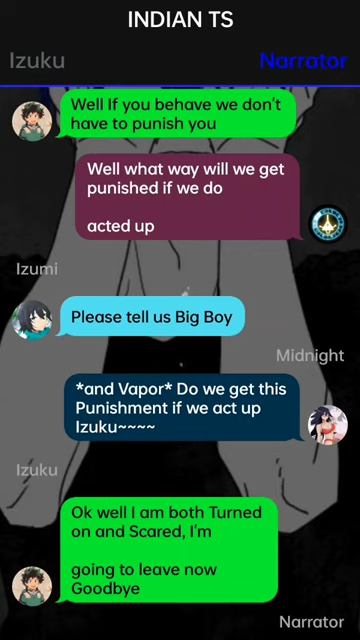 INDIAN TS
Izuku
Narrator
Well If you behave we don't
have to punish you
Well what way will we get
punished if we do
acted up
Izumi
Please tell us Big Boy
Midnight
*and Vapor* Do we get this
Punishment if we act up
Izuku~~~~
Izuku
Ok well I am both Turned
on and Scared, I'm
going to leave now
Goodbye
Narrator